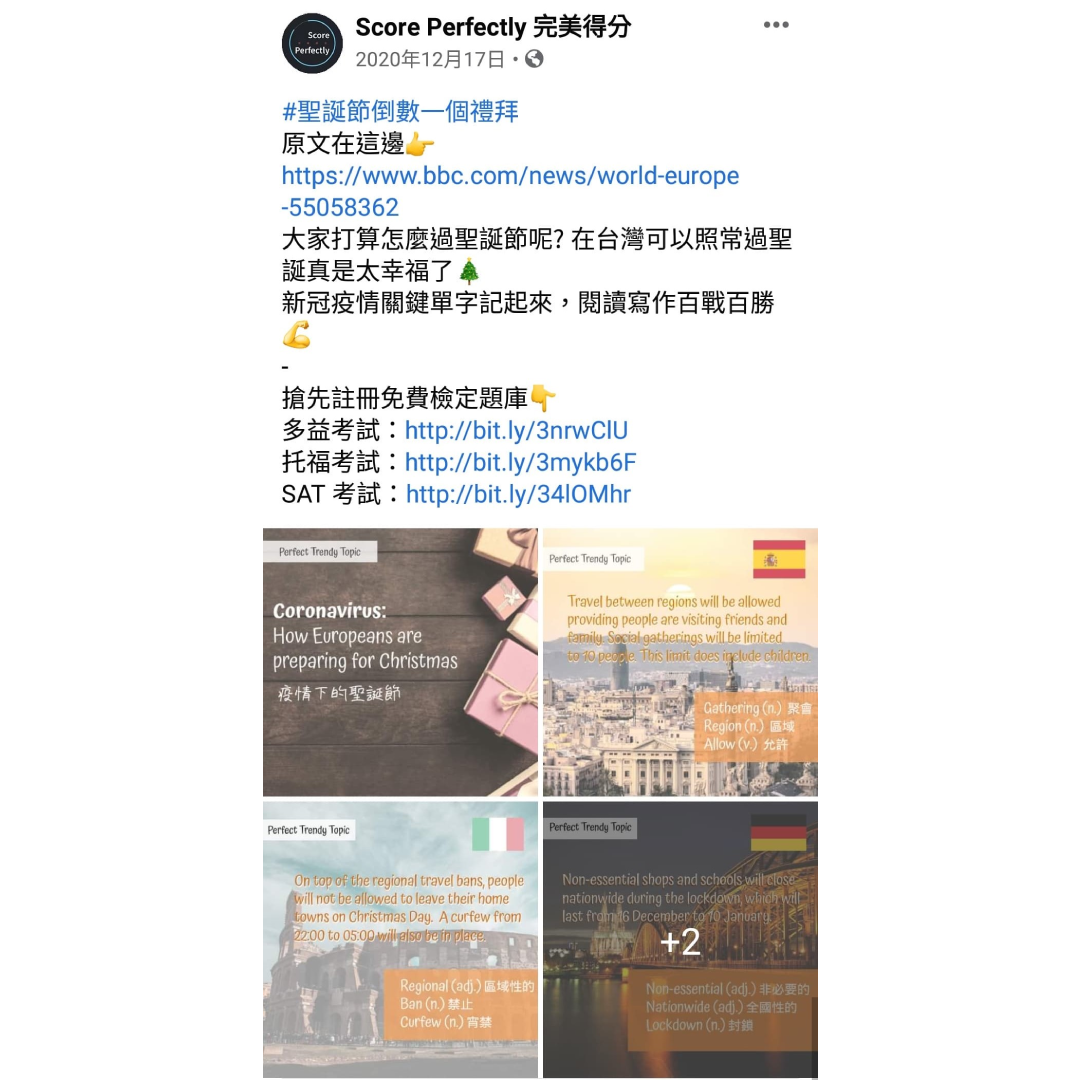 Score
Perfectly
Score Perfectly 完美得分
2020年12月17日
#聖誕節倒數一個禮拜
原文在這邊👉
https://www.bbc.com/news/world-europe
-55058362
大家打算怎麼過聖誕節呢? 在台灣可以照常過聖
誕真是太幸福了🎄
新冠疫情關鍵單字記起來，閱讀寫作百戰百勝
💪
-
搶先註冊免費檢定題庫👇
多益考試：http://bit.ly/3nrwClU
托福考試：http://bit.ly/3mykb6F
SAT 考試：http://bit.ly/34lOMhr
Perfect Trendy Topic
Coronavirus:
How Europeans are
preparing for Christmas
疫情下的聖誕節
Perfect Trendy Topic
Travel between regions will be allowed
providing people are visiting friends and
family. Social gatherings will be limited
to 10 people. This limit does include children.
Gathering (n.) 聚會
Region (n.) 區域
Allow (v.) 允許
Perfect Trendy Topic
On top of the regional travel bans, people
will not be allowed to leave their home
towns on Christmas Day. A curfew from
22:00 to 05:00 will also be in place.
Regional (adj.) 區域性的
Ban (n.) 禁止
Curfew (n.) 宵禁
Perfect Trendy Topic
Non-essential shops and schools will close
nationwide during the lockdown, which will
last from 16 December to 10 January.
+2
Non-essential (adj.) 非必要的
Nationwide (adj.) 全國性的
Lockdown (n.) 封鎖